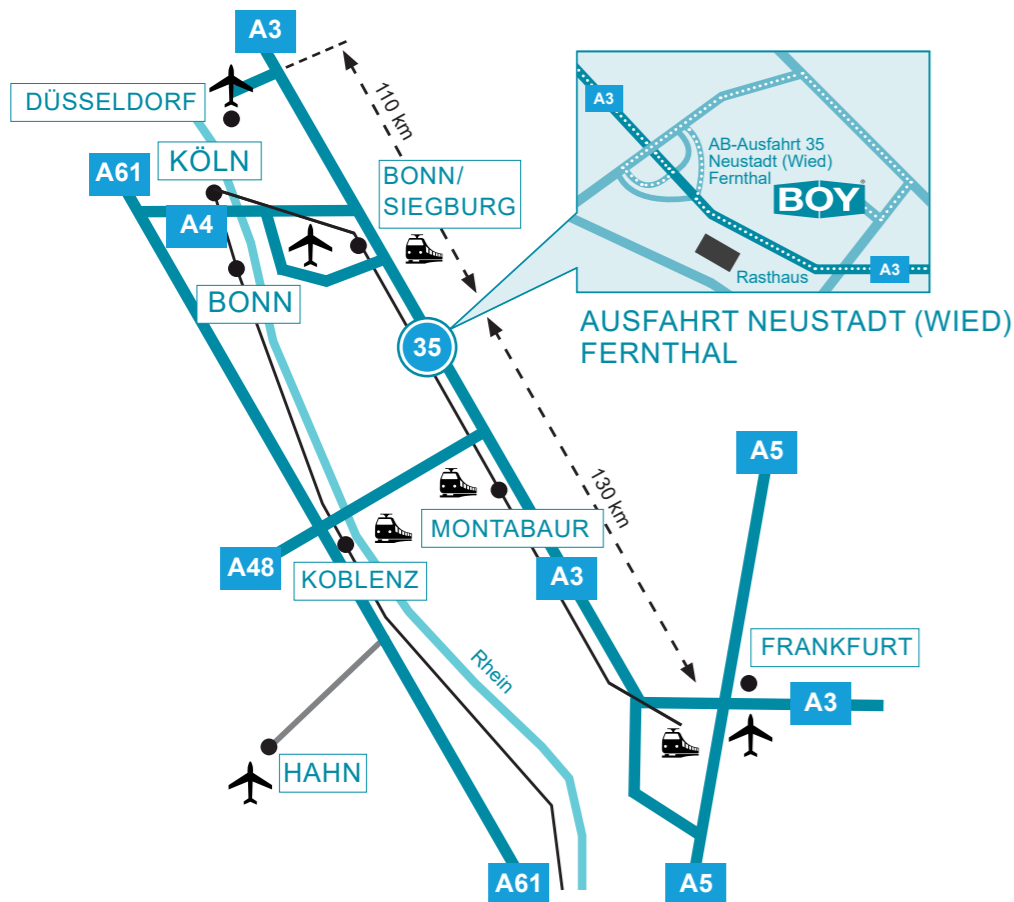 A3
DÜSSELDORF
110 km
A61
KÖLN
A4
BONN/
SIEGBURG
BONN
35
A3
AB-Ausfahrt 35
Neustadt (Wied)
Fernthal
BOY®
Rasthaus
A3
AUSFAHRT NEUSTADT (WIED)
FERNTHAL
A5
130 km
MONTABAUR
A48
KOBLENZ
A3
FRANKFURT
A3
Rhein
HAHN
A61
A5